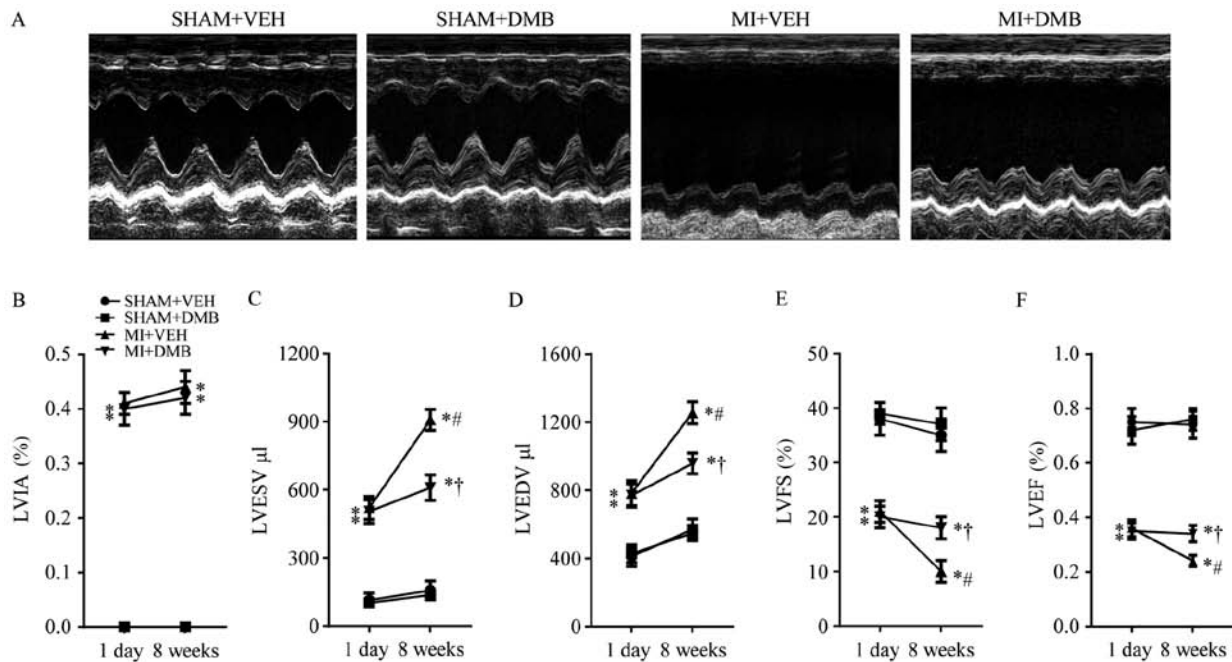 A
SHAM+VEH SHAM+DMB MI+VEH MI+DMB
B
SHAM+VEH
SHAM+DMB
MI+VEH
MI+DMB
LVIA (%)
0.5
0.4
0.3
0.2
0.1
0.0
*
*
*
*
1 day 8 weeks
C
LVESV μl
1200
900
600
300
0
*
*
*#
*†
1 day 8 weeks
D
LVEDV μl
1600
1200
800
400
0
*
*
*#
*†
1 day 8 weeks
E
LVFS (%)
50
40
30
20
10
0
*
*
*†
*#
1 day 8 weeks
F
LVEF (%)
1.0
0.8
0.6
0.4
0.2
0.0
*
*
*†
*#
1 day 8 weeks